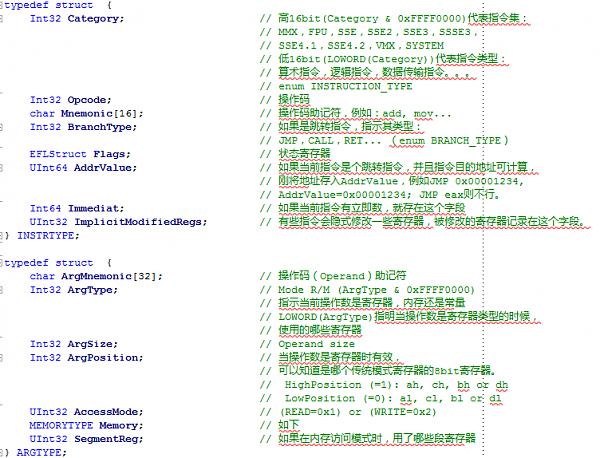 typedef struct {
Int32 Category; // 高16bit(Category & 0xFFFF0000)代表指令集：
// MMX，FPU，SSE，SSE2，SSE3，SSSE3，
// SSE4.1，SSE4.2，VMX，SYSTEM
// 低16bit(LOWORD(Category))代表指令类型：
// 算术指令，逻辑指令，数据传输指令。。。
// enum INSTRUCTION_TYPE
Int32 Opcode; // 操作码
char Mnemonic[16]; // 操作码助记符，例如：add, mov...
Int32 BranchType; // 如果是跳转指令，指示其类型：
// JMP，CALL，RET... （enum BRANCH_TYPE）
EFLStruct Flags; // 状态寄存器
UInt64 AddrValue; // 如果当前指令是个跳转指令，并且指令目的地址可计算，
// 刚将地址存入AddrValue，例如JMP 0x00001234,
// AddrValue=0x00001234; JMP eax则不行。
Int64 Immediat; // 如果当前指令有立即数，就存在这个字段
UInt32 ImplicitModifiedRegs; // 有些指令会隐式修改一些寄存器，被修改的寄存器记录在这个字段。
} INSTRTYPE;
typedef struct {
char ArgMnemonic[32]; // 操作码（Operand）助记符
Int32 ArgType; // Mode R/M (ArgType & 0xFFFF0000)
// 指示当前操作数是寄存器，内存还是常量
// LOWORD(ArgType)指明当操作数是寄存器类型的时候，
// 使用的哪些寄存器
Int32 ArgSize; // Operand size
Int32 ArgPosition; // 当操作数是寄存器时有效，
// 可以知道是哪个传统模式寄存器的8bit寄存器。
// HighPosition (=1): ah, ch, bh or dh
// LowPosition (=0): al, cl, bl or dl
UInt32 AccessMode; // (READ=0x1) or (WRITE=0x2)
MEMORYTYPE Memory; // 如下
UInt32 SegmentReg; // 如果在内存访问模式时，用了哪些段寄存器
} ARGTYPE;